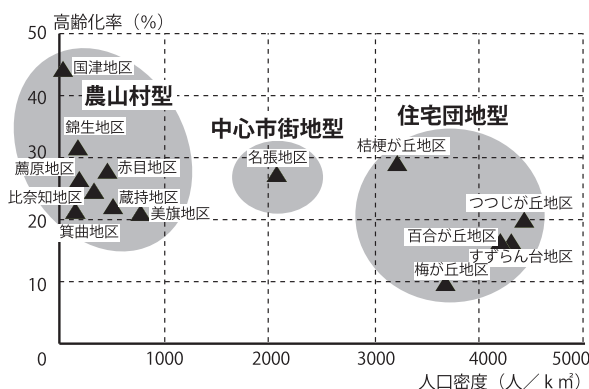 高齢化率（%）
50
国津地区
農山村型
40
住宅団地型
中心市街地型
錦生地区
桔梗が丘地区
30
名張地区
薦原地区
赤目地区
比奈知地区
蔵持地区
つつじが丘地区
美旗地区
20
箕曲地区
百合が丘地区
すずらん台地区
梅が丘地区
10
0
1000
2000
3000
4000
5000
人口密度（人／ｋ㎡）